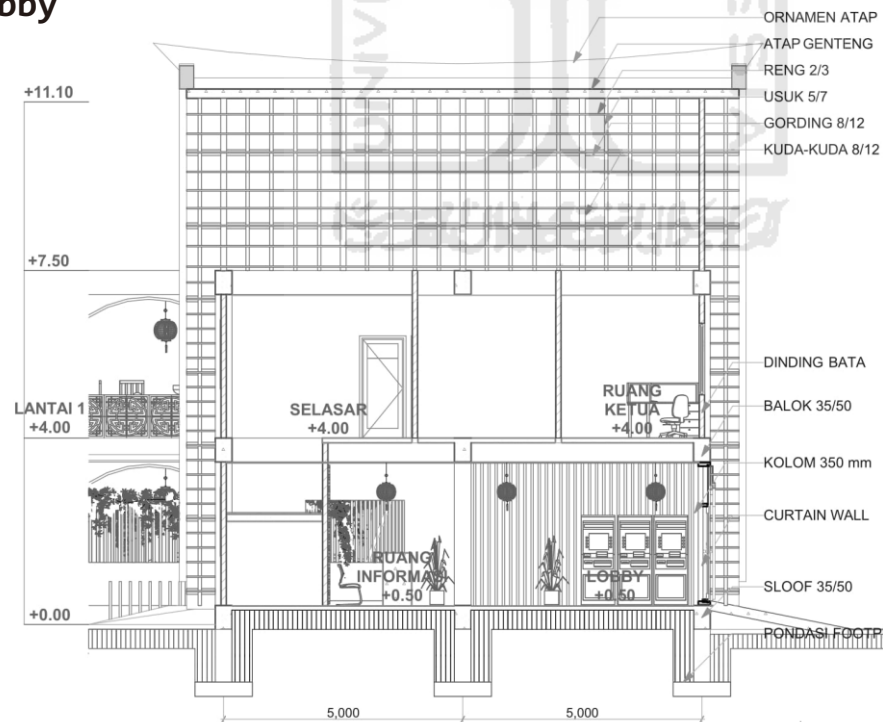 obby
ORNAMEN ATAP
ATAP GENTENG
RENG 2/3
USUK 5/7
GORDING 8/12
KUDA-KUDA 8/12
+11.10
+7.50
LANTAI 1
+4.00
+0.00
SELASAR
+4.00
RUANG
KETUA
+4.00
RUANG
INFORMAS
+0.50
LOBBY
+0.50
DINDING BATA
BALOK 35/50
KOLOM 350 mm
CURTAIN WALL
SLOOF 35/50
PONDASI FOOTP
5,000
5,000
UNIV